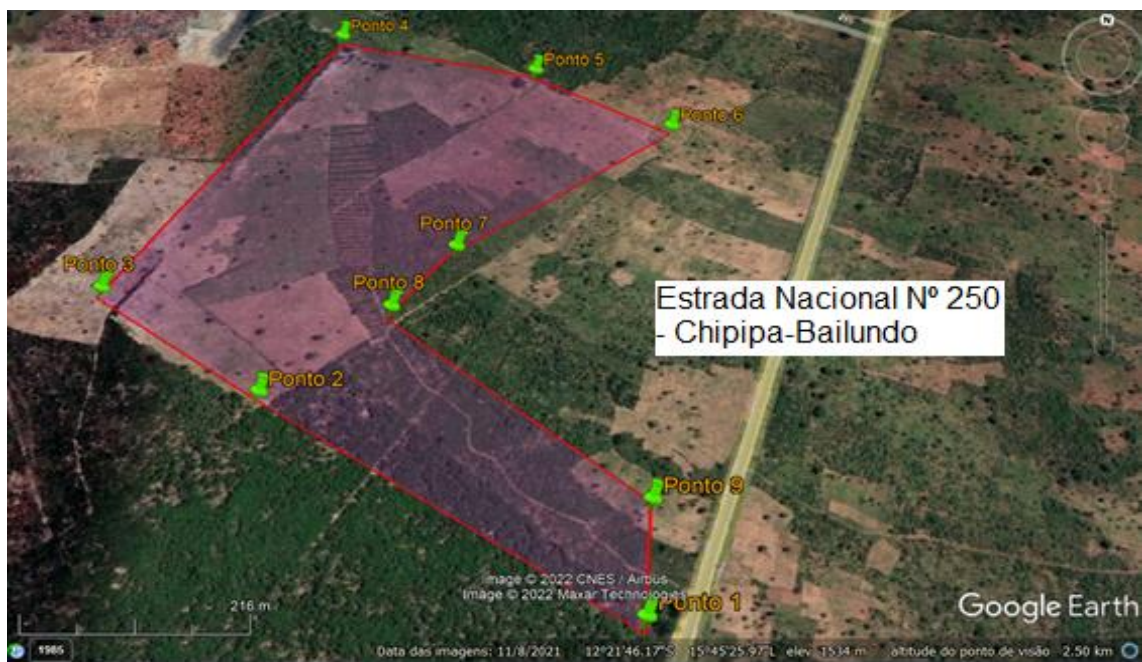 Ponto 4
Ponto 5
Ponto 6
Ponto 7
Ponto 3
Ponto 8
Estrada Nacional Nº 250
- Chipipa-Bailundo
Ponto 2
Ponto 9
Image © 2022 CNES / Airbus
Image © 2022 Maxar Technologies
Ponto 1
216 m
Google Earth
1985
Data das imagens: 11/8/2021 12°21'46.17"S 15°45'25.97"L elev 1534 m altitude do ponto de visão 2.50 km
N